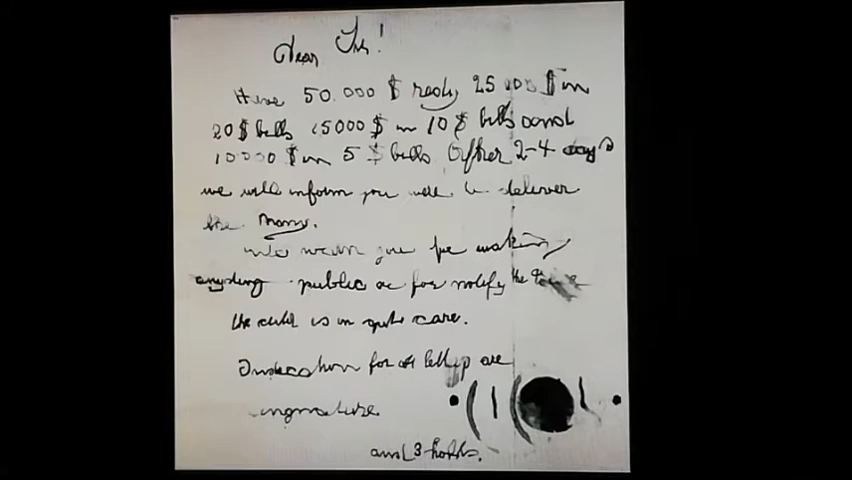 Dear Sir!
Have 50.000 $ redy 25000 $ in
20 $ bills 15000 $ in 10 $ bills and
10000 $ in 5 $ bills After 2-4 days
we will inform you were to deliver
the Mony.
We warn you for making
anyding public or for notify the Police
the child is in gute care.
Indication for all letters are
singnature
and 3 holds.